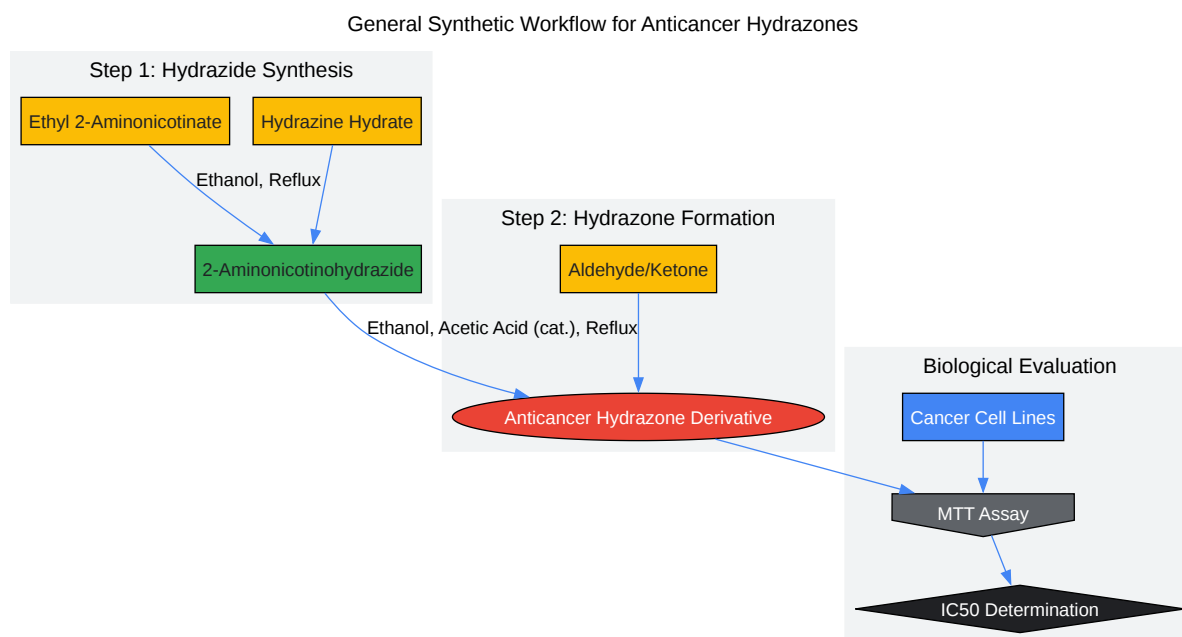 General Synthetic Workflow for Anticancer Hydrazones
Step 1: Hydrazide Synthesis
Ethyl 2-Aminonicotinate
Hydrazine Hydrate
Ethanol, Reflux
2-Aminonicotinohydrazide
Step 2: Hydrazone Formation
Aldehyde/Ketone
Ethanol, Acetic Acid (cat.), Reflux
Anticancer Hydrazone Derivative
Biological Evaluation
Cancer Cell Lines
MTT Assay
IC50 Determination